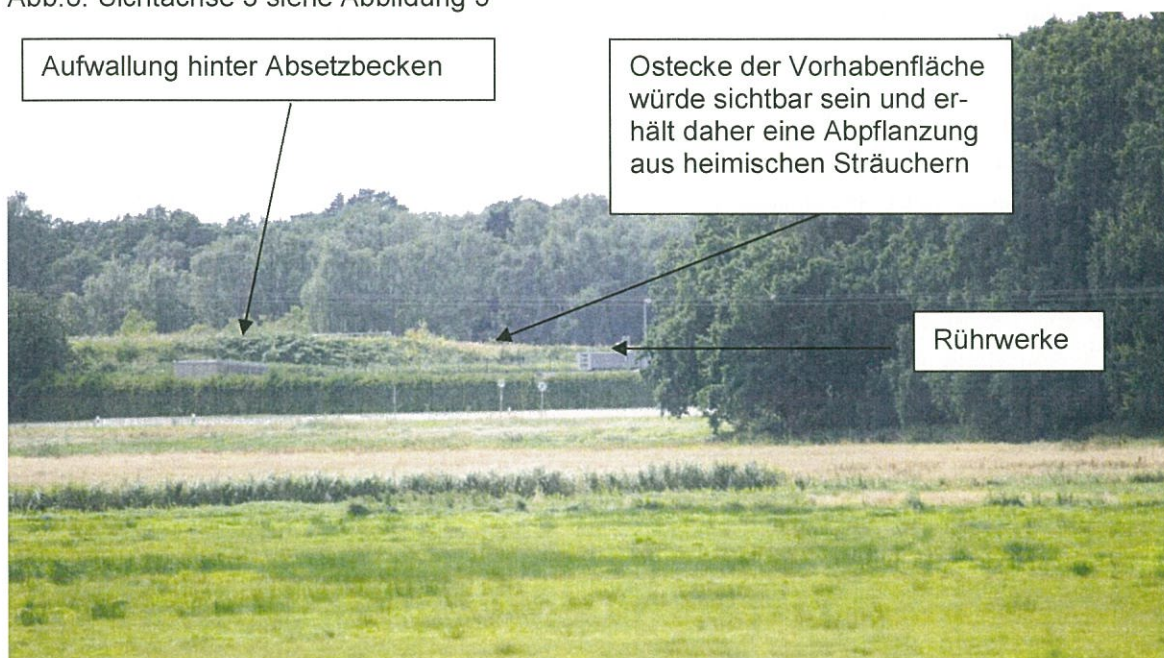 Abb.8: Sichtachse 3 siehe Abbildung 5
Aufwallung hinter Absetzbecken
Ostecke der Vorhabenfläche
würde sichtbar sein und er-
hält daher eine Abpflanzung
aus heimischen Sträuchern
Rührwerke